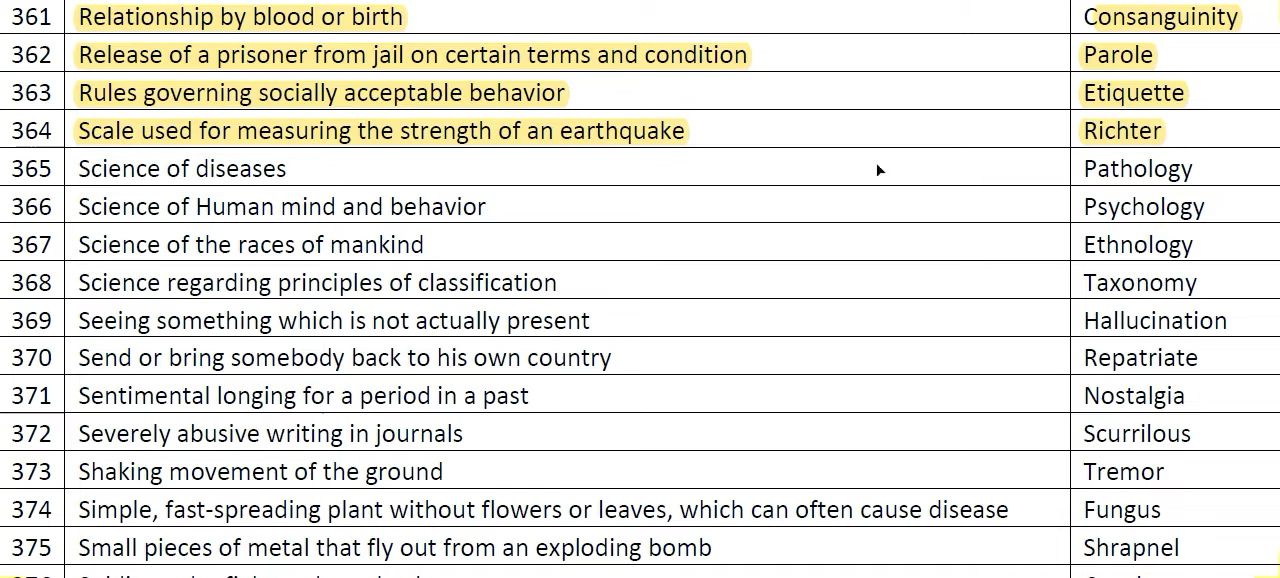 361 Relationship by blood or birth Consanguinity
362 Release of a prisoner from jail on certain terms and condition Parole
363 Rules governing socially acceptable behavior Etiquette
364 Scale used for measuring the strength of an earthquake Richter
365 Science of diseases Pathology
366 Science of Human mind and behavior Psychology
367 Science of the races of mankind Ethnology
368 Science regarding principles of classification Taxonomy
369 Seeing something which is not actually present Hallucination
370 Send or bring somebody back to his own country Repatriate
371 Sentimental longing for a period in a past Nostalgia
372 Severely abusive writing in journals Scurrilous
373 Shaking movement of the ground Tremor
374 Simple, fast-spreading plant without flowers or leaves, which can often cause disease Fungus
375 Small pieces of metal that fly out from an exploding bomb Shrapnel